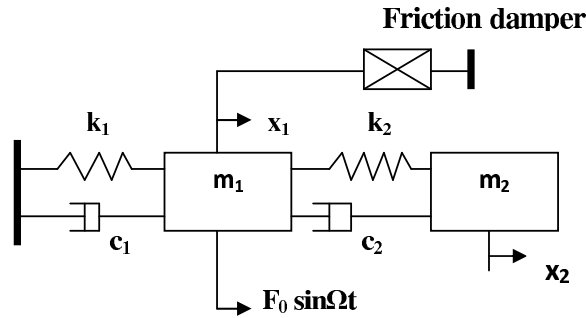 Friction damper
k₁
x₁
k₂
m₁
m₂
c₁
c₂
x₂
F₀ sinΩt